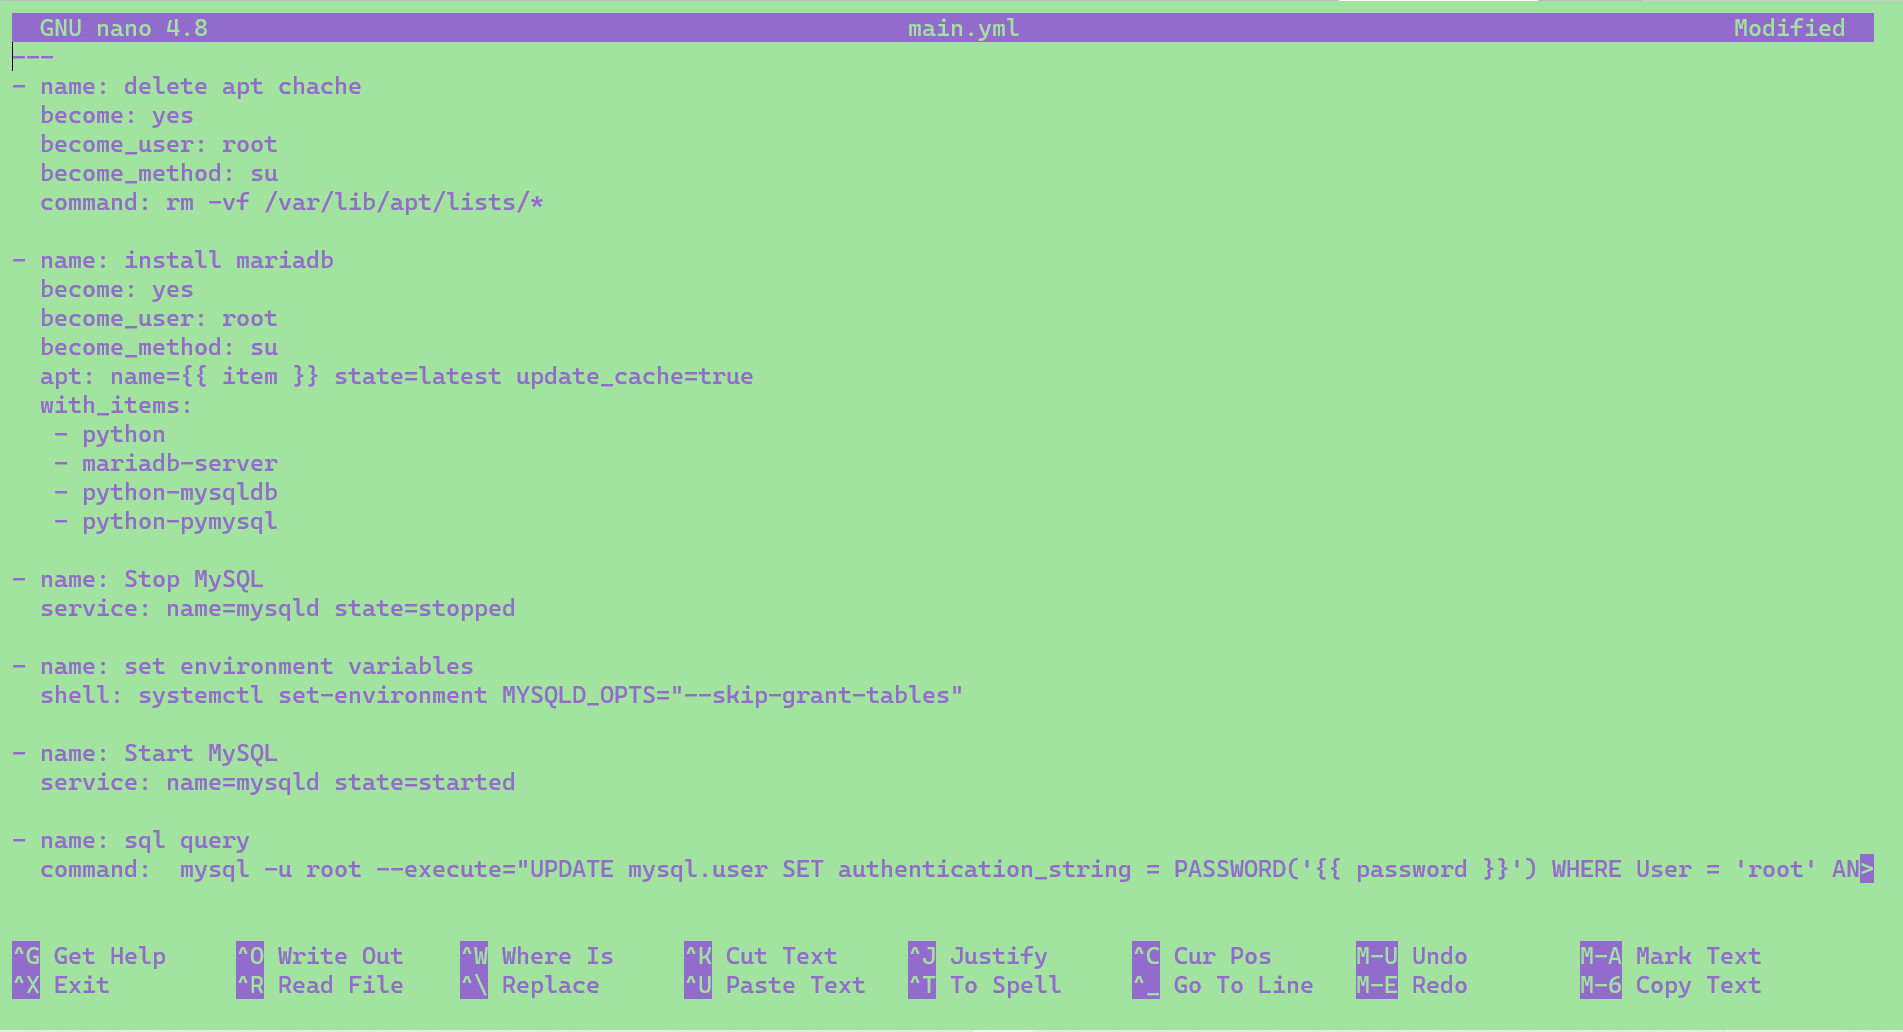 GNU nano 4.8 main.yml Modified
---
- name: delete apt chache
  become: yes
  become_user: root
  become_method: su
  command: rm -vf /var/lib/apt/lists/*

- name: install mariadb
  become: yes
  become_user: root
  become_method: su
  apt: name={{ item }} state=latest update_cache=true
  with_items:
   - python
   - mariadb-server
   - python-mysqldb
   - python-pymysql

- name: Stop MySQL
  service: name=mysqld state=stopped

- name: set environment variables
  shell: systemctl set-environment MYSQLD_OPTS="--skip-grant-tables"

- name: Start MySQL
  service: name=mysqld state=started

- name: sql query
  command:  mysql -u root --execute="UPDATE mysql.user SET authentication_string = PASSWORD('{{ password }}') WHERE User = 'root' AN>

^G Get Help ^O Write Out ^W Where Is ^K Cut Text ^J Justify ^C Cur Pos M-U Undo M-A Mark Text
^X Exit ^R Read File ^\ Replace ^U Paste Text ^T To Spell ^_ Go To Line M-E Redo M-6 Copy Text